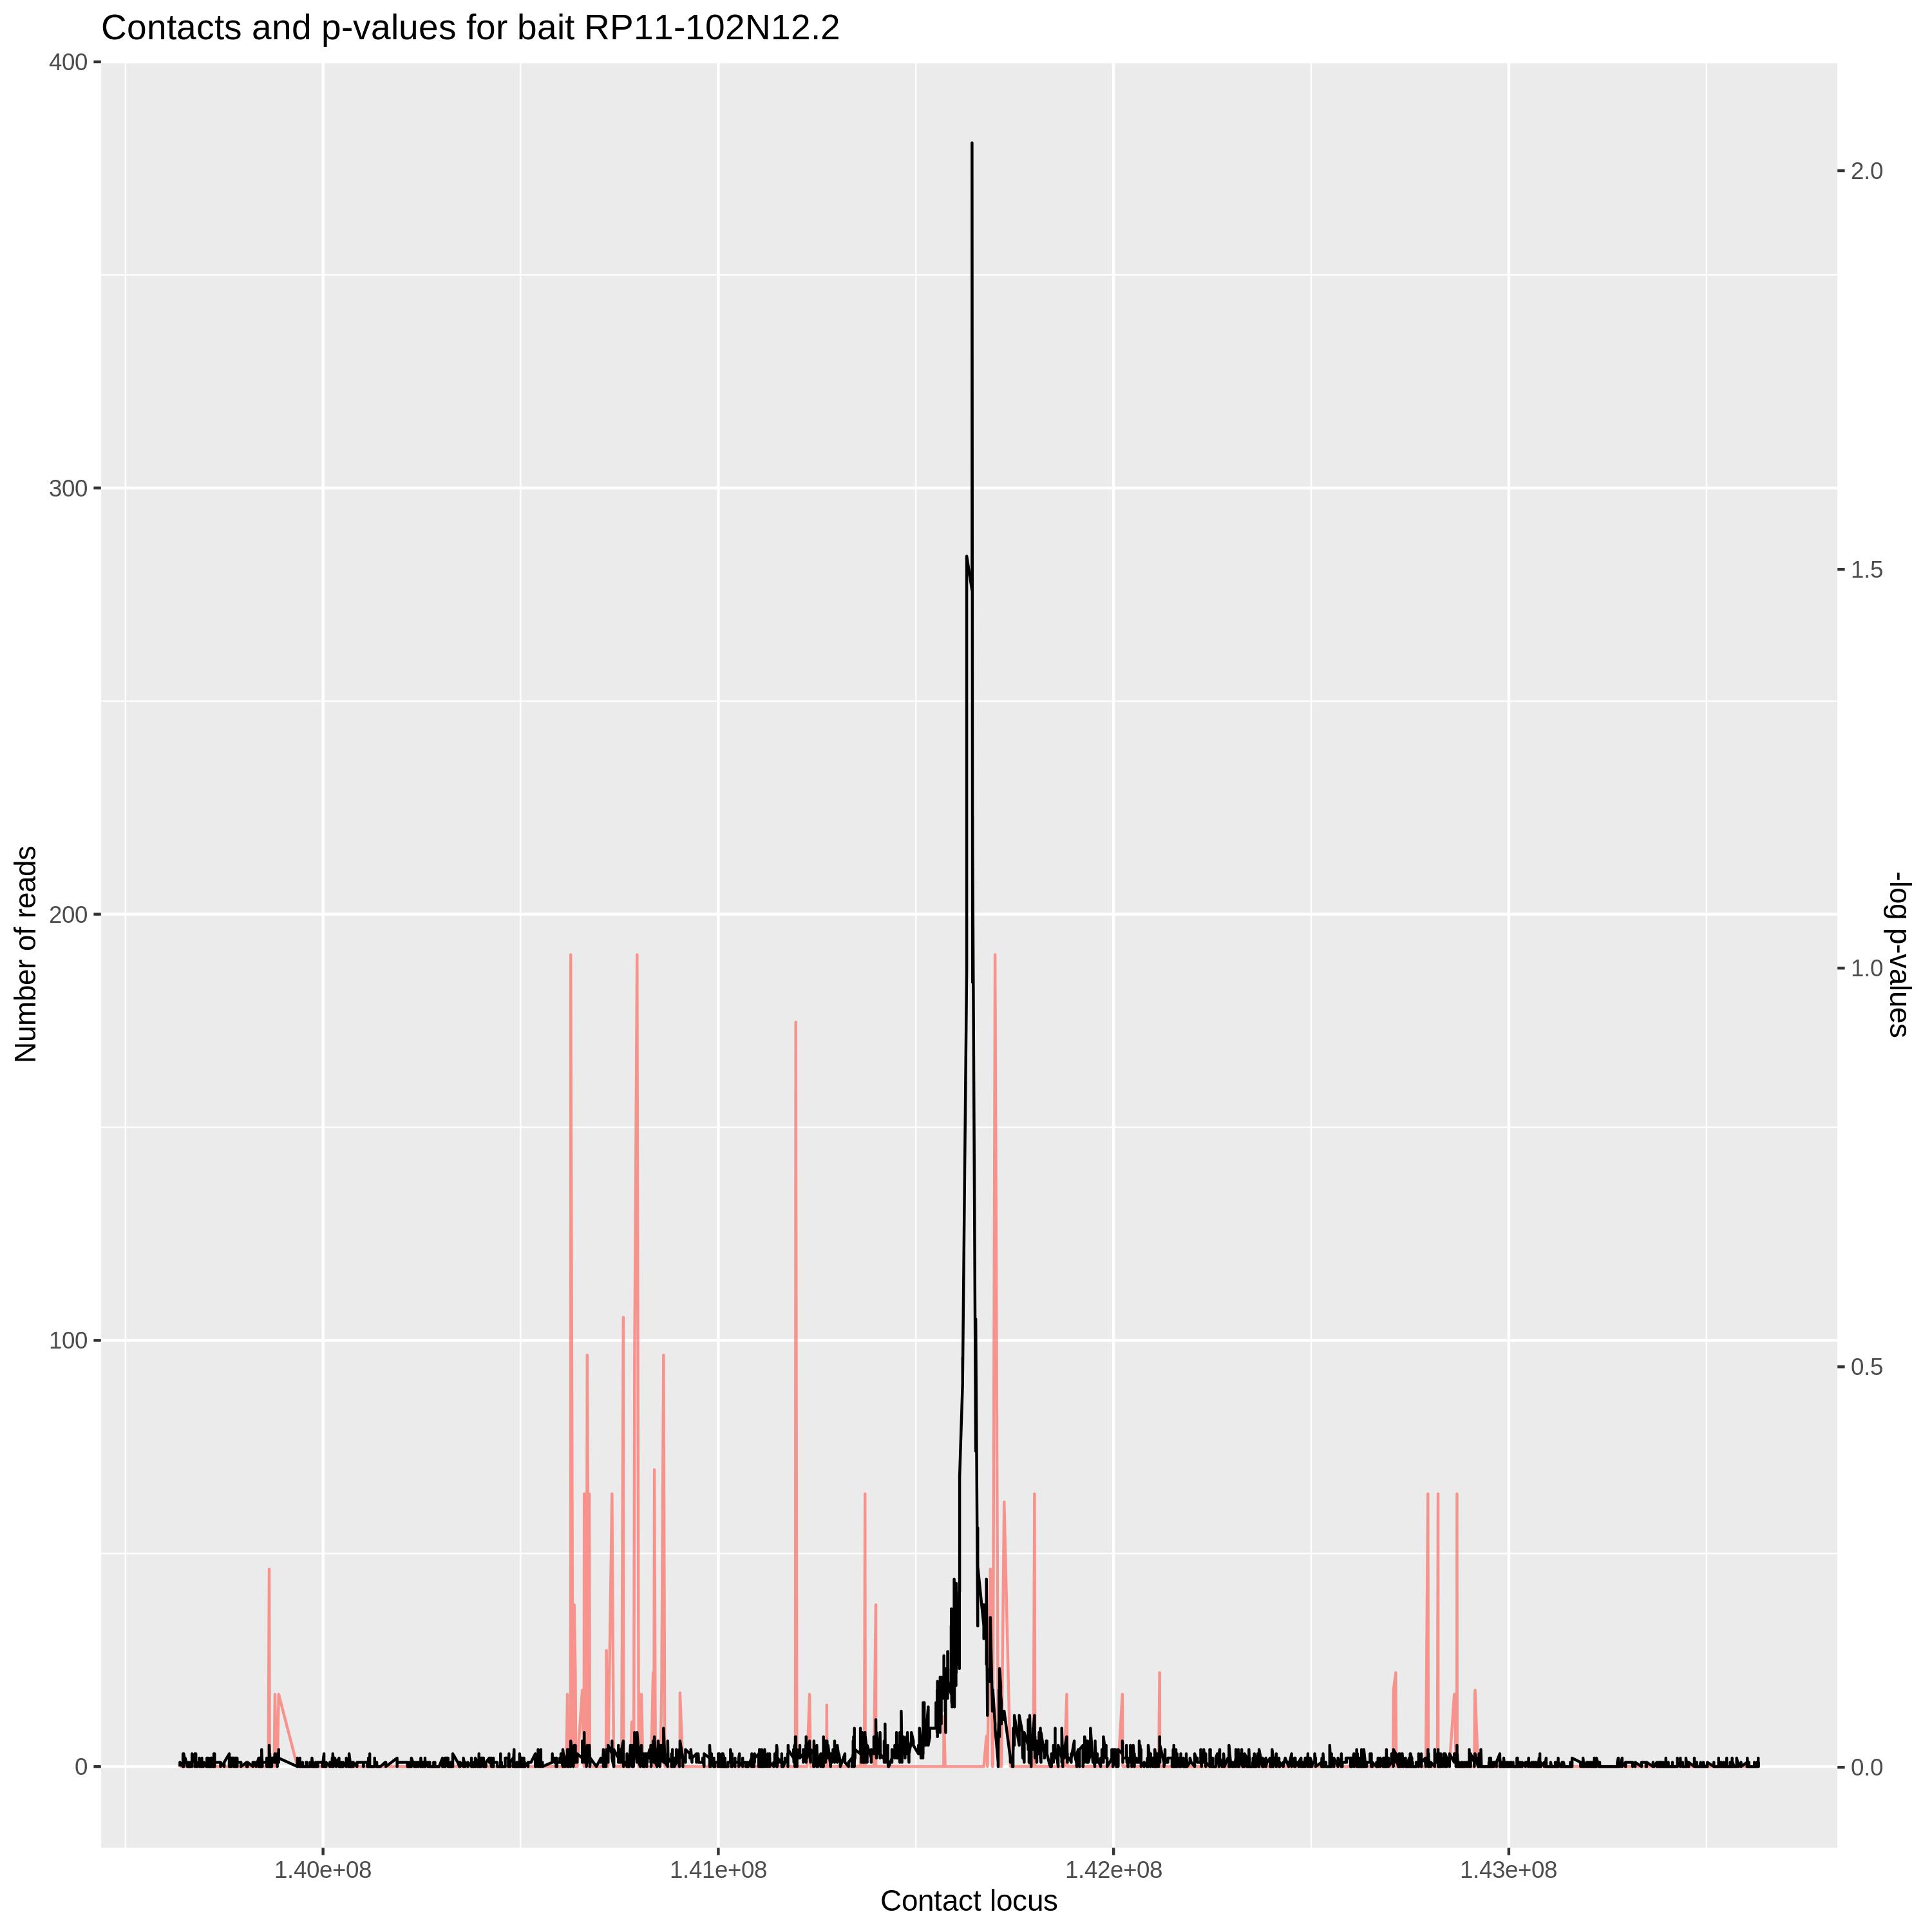 Contacts and p-values for bait RP11-102N12.2
400
300
200
100
0
Number of reads
2.0
1.5
1.0
0.5
0.0
-log p-values
1.40e+08
1.41e+08
1.42e+08
1.43e+08
Contact locus